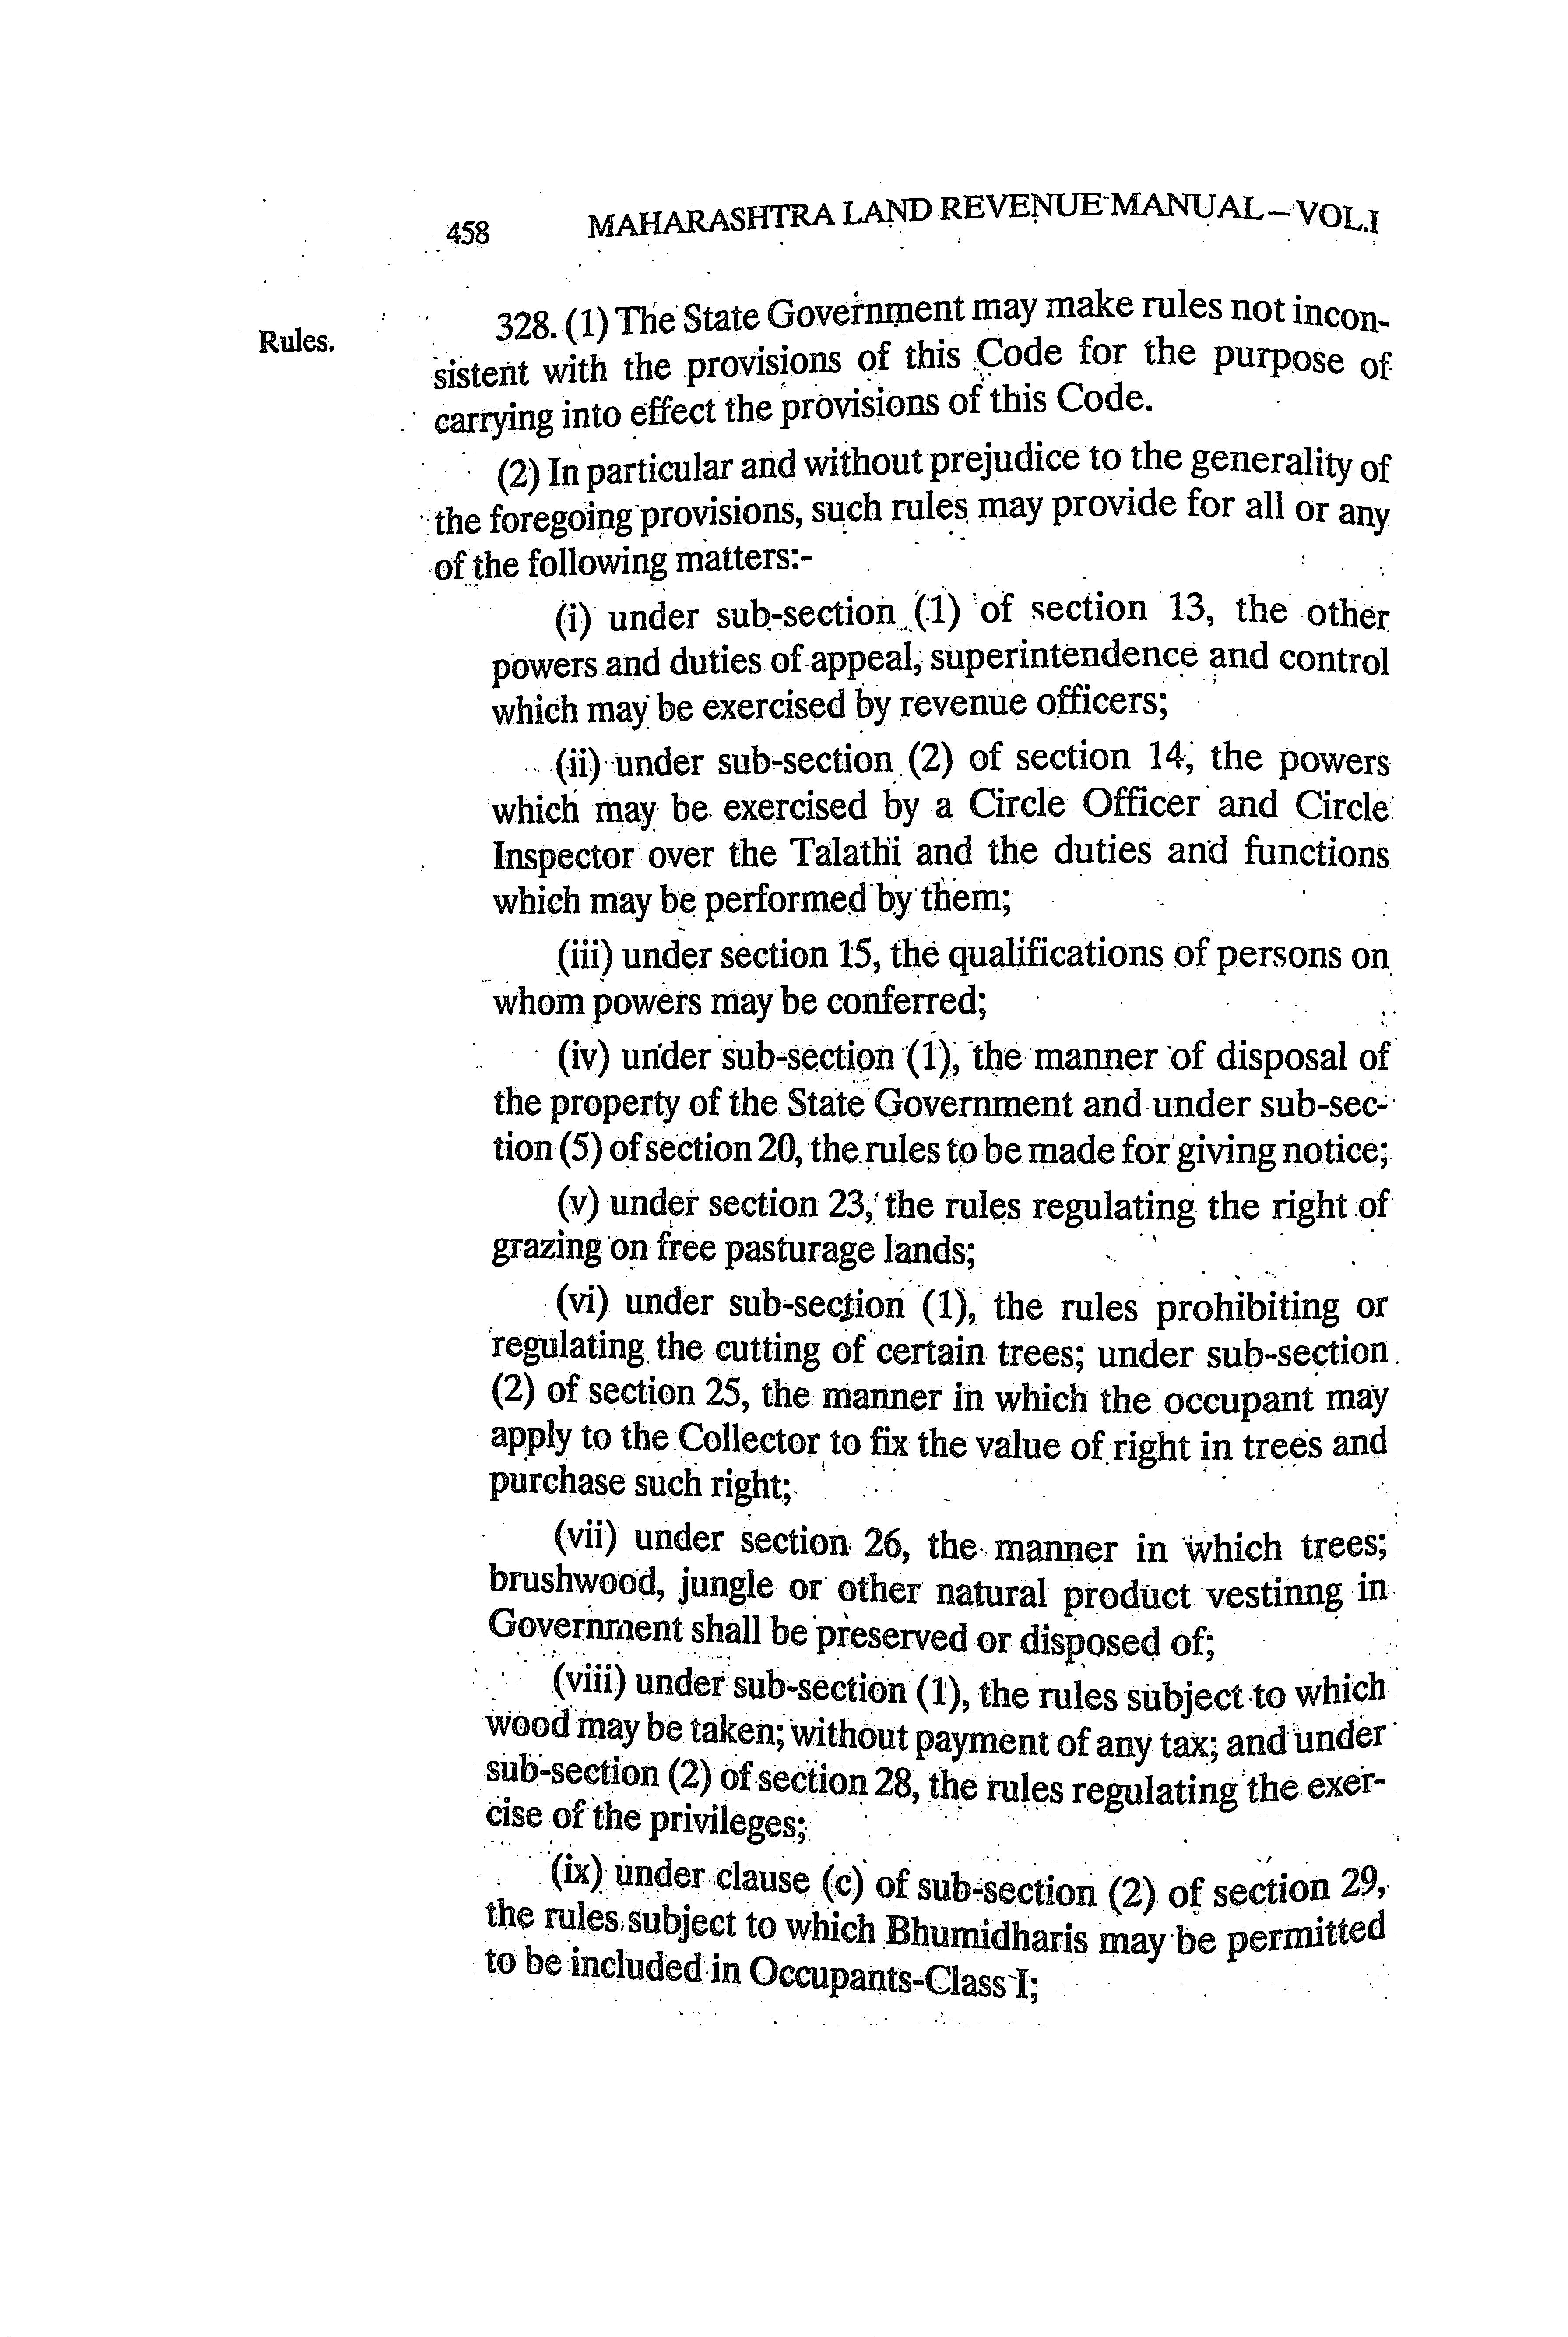 458 MAHARASHTRA LAND REVENUE MANUAL – VOL.I
Rules.
328. (1) The State Government may make rules not incon-
sistent with the provisions of this Code for the purpose of
carrying into effect the provisions of this Code.
(2) In particular and without prejudice to the generality of
the foregoing provisions, such rules may provide for all or any
of the following matters:-
(i) under sub-section (1) of section 13, the other
powers and duties of appeal, superintendence and control
which may be exercised by revenue officers;
(ii) under sub-section (2) of section 14, the powers
which may be exercised by a Circle Officer and Circle
Inspector over the Talathi and the duties and functions
which may be performed by them;
(iii) under section 15, the qualifications of persons on
whom powers may be conferred;
(iv) under sub-section (1), the manner of disposal of
the property of the State Government and under sub-sec-
tion (5) of section 20, the rules to be made for giving notice;
(v) under section 23, the rules regulating the right of
grazing on free pasturage lands;
(vi) under sub-section (1), the rules prohibiting or
regulating the cutting of certain trees; under sub-section
(2) of section 25, the manner in which the occupant may
apply to the Collector to fix the value of right in trees and
purchase such right;
(vii) under section 26, the manner in which trees;
brushwood, jungle or other natural product vestinng in
Government shall be preserved or disposed of;
(viii) under sub-section (1), the rules subject to which
wood may be taken; without payment of any tax; and under
sub-section (2) of section 28, the rules regulating the exer-
cise of the privileges;
(ix) under clause (c) of sub-section (2) of section 29,
the rules subject to which Bhumidharis may be permitted
to be included in Occupants-Class I;